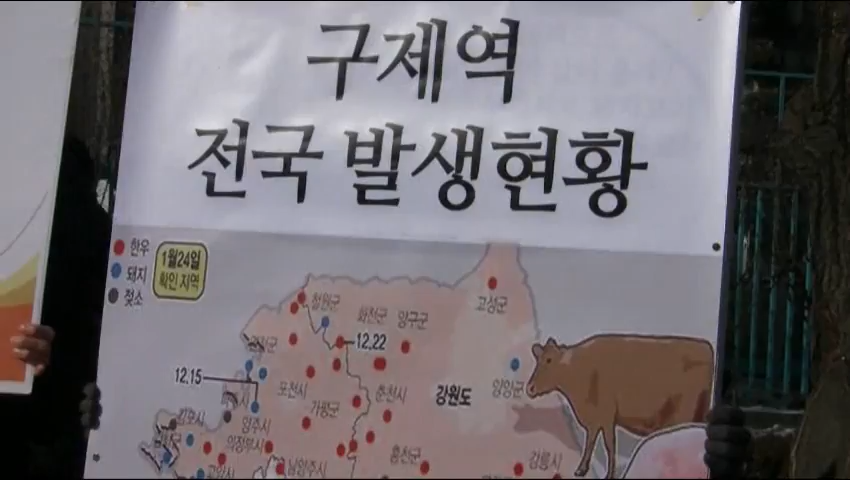 구제역
전국 발생현황
한우
돼지
젖소
1월24일
확인 지역
고성군
철원군
화천군
양구군
12.22
12.15
양양군
포천시
춘천시
강원도
가평군
양주시
의정부시
고양시
남양주시
홍천군
강릉시